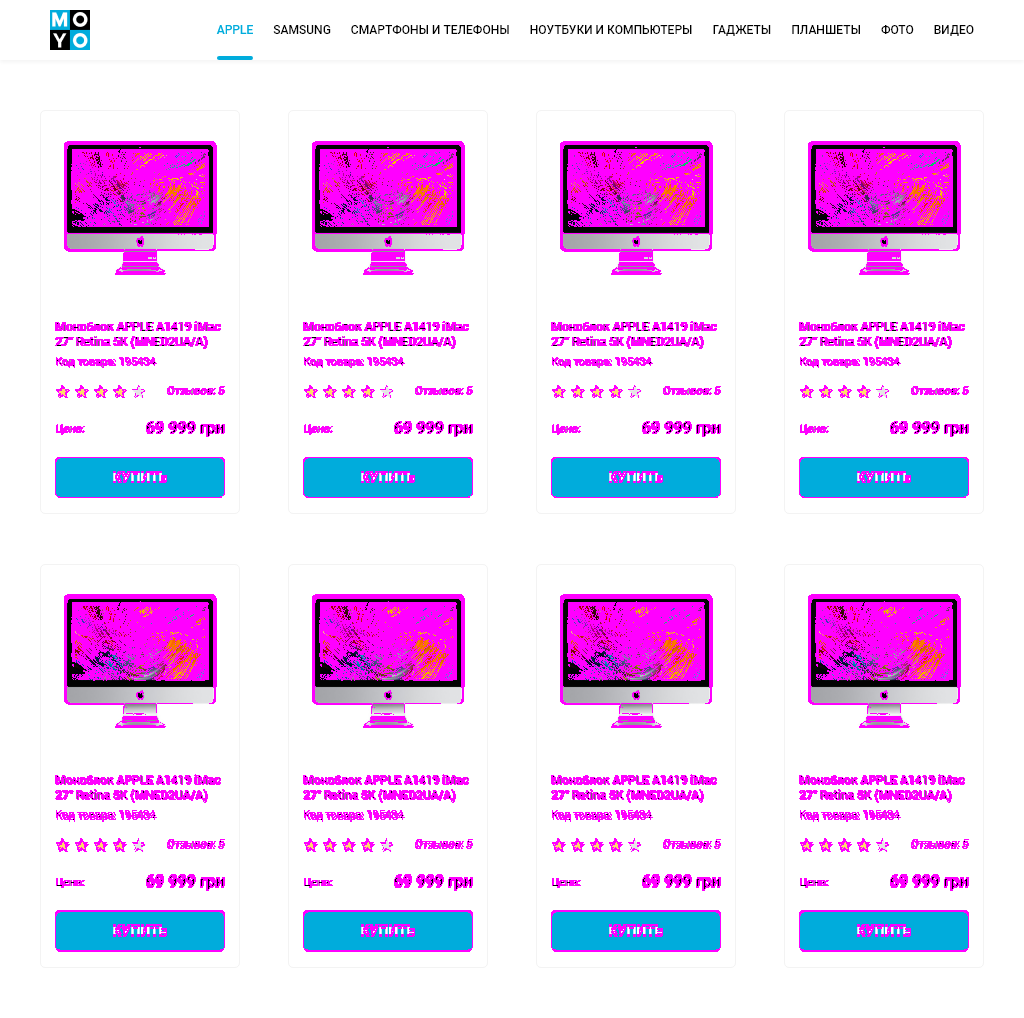 MO
YO
APPLE SAMSUNG СМАРТФОНЫ И ТЕЛЕФОНЫ НОУТБУКИ И КОМПЬЮТЕРЫ ГАДЖЕТЫ ПЛАНШЕТЫ ФОТО ВИДЕО
Моноблок APPLE A1419 iMac
27" Retina 5K (MNED2UA/A)
Код товара: 195434
Отзывов: 5
Цена: 69 999 грн
КУПИТЬ
Моноблок APPLE A1419 iMac
27" Retina 5K (MNED2UA/A)
Код товара: 195434
Отзывов: 5
Цена: 69 999 грн
КУПИТЬ
Моноблок APPLE A1419 iMac
27" Retina 5K (MNED2UA/A)
Код товара: 195434
Отзывов: 5
Цена: 69 999 грн
КУПИТЬ
Моноблок APPLE A1419 iMac
27" Retina 5K (MNED2UA/A)
Код товара: 195434
Отзывов: 5
Цена: 69 999 грн
КУПИТЬ
Моноблок APPLE A1419 iMac
27" Retina 5K (MNED2UA/A)
Код товара: 195434
Отзывов: 5
Цена: 69 999 грн
КУПИТЬ
Моноблок APPLE A1419 iMac
27" Retina 5K (MNED2UA/A)
Код товара: 195434
Отзывов: 5
Цена: 69 999 грн
КУПИТЬ
Моноблок APPLE A1419 iMac
27" Retina 5K (MNED2UA/A)
Код товара: 195434
Отзывов: 5
Цена: 69 999 грн
КУПИТЬ
Моноблок APPLE A1419 iMac
27" Retina 5K (MNED2UA/A)
Код товара: 195434
Отзывов: 5
Цена: 69 999 грн
КУПИТЬ